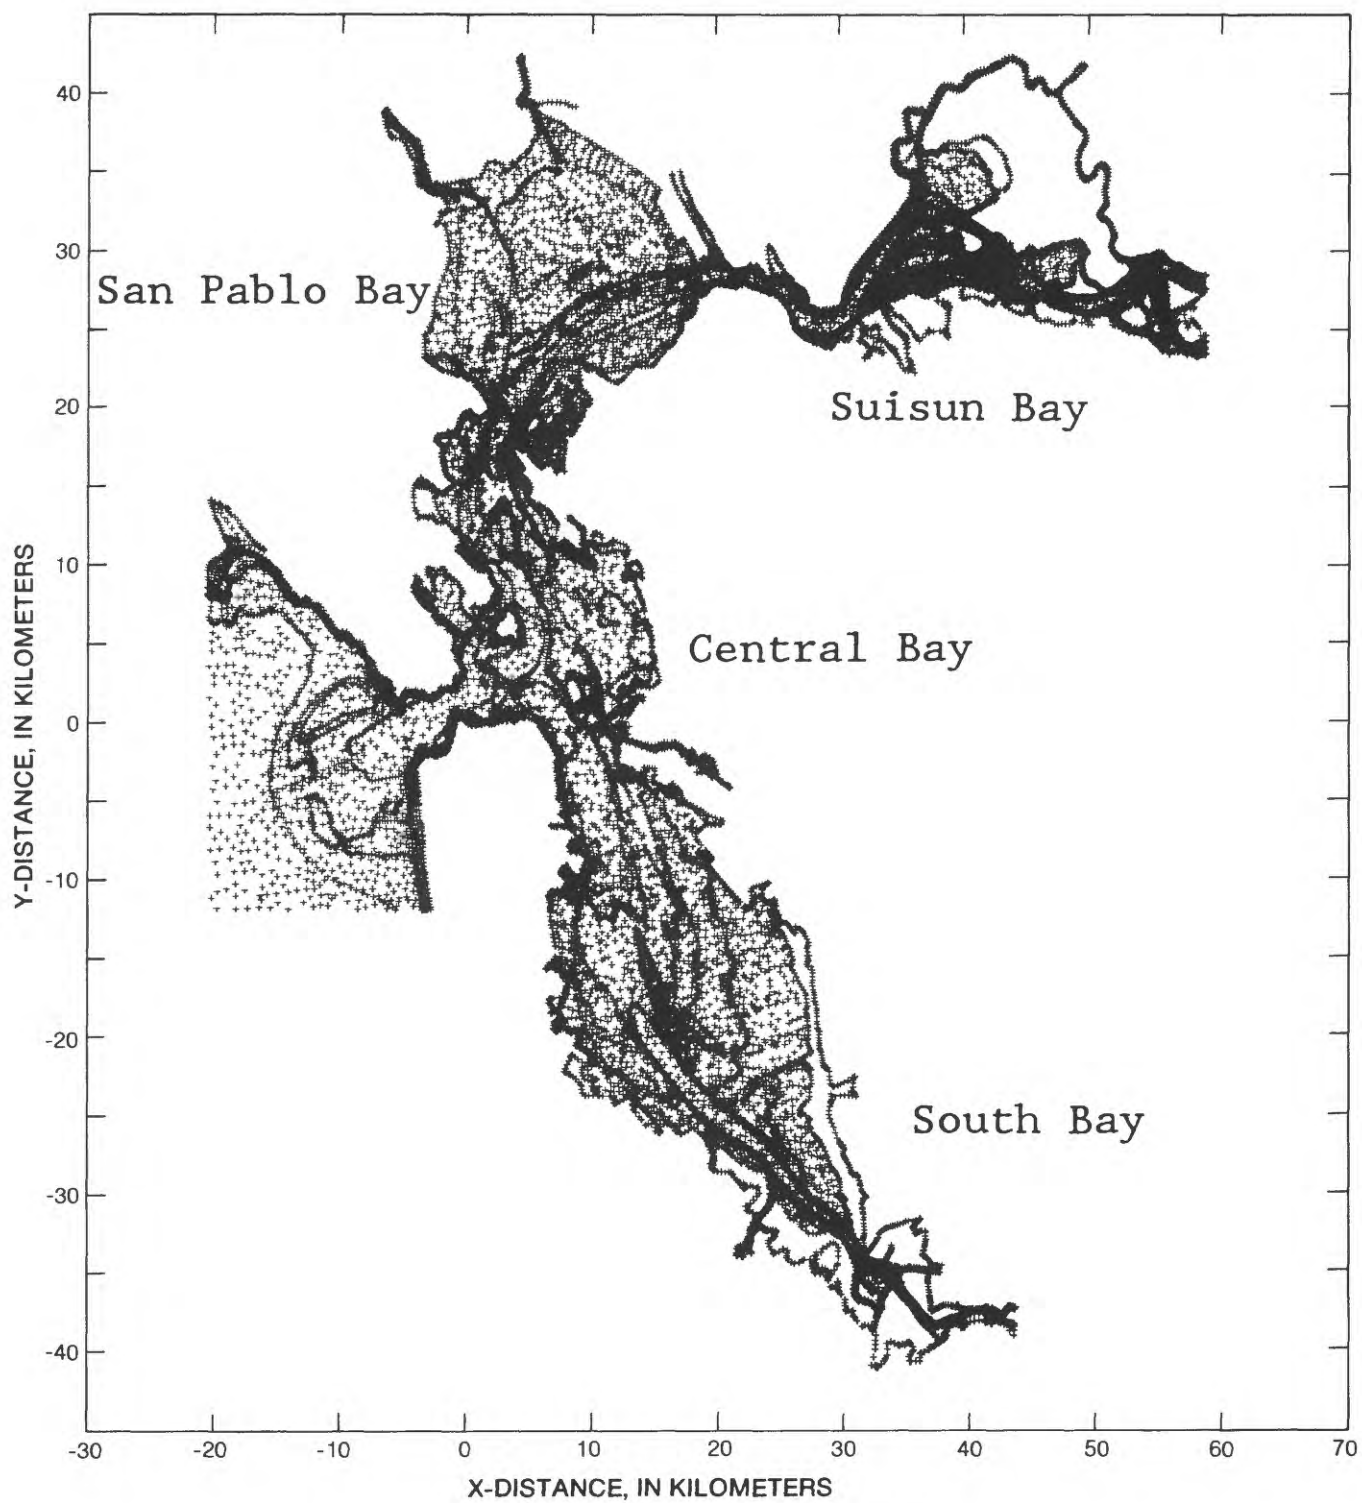 40
30
San Pablo Bay
20
Suisun Bay
10
Central Bay
0
Y-DISTANCE, IN KILOMETERS
-10
-20
South Bay
-30
-40
-30 -20 -10 0 10 20 30 40 50 60 70
X-DISTANCE, IN KILOMETERS